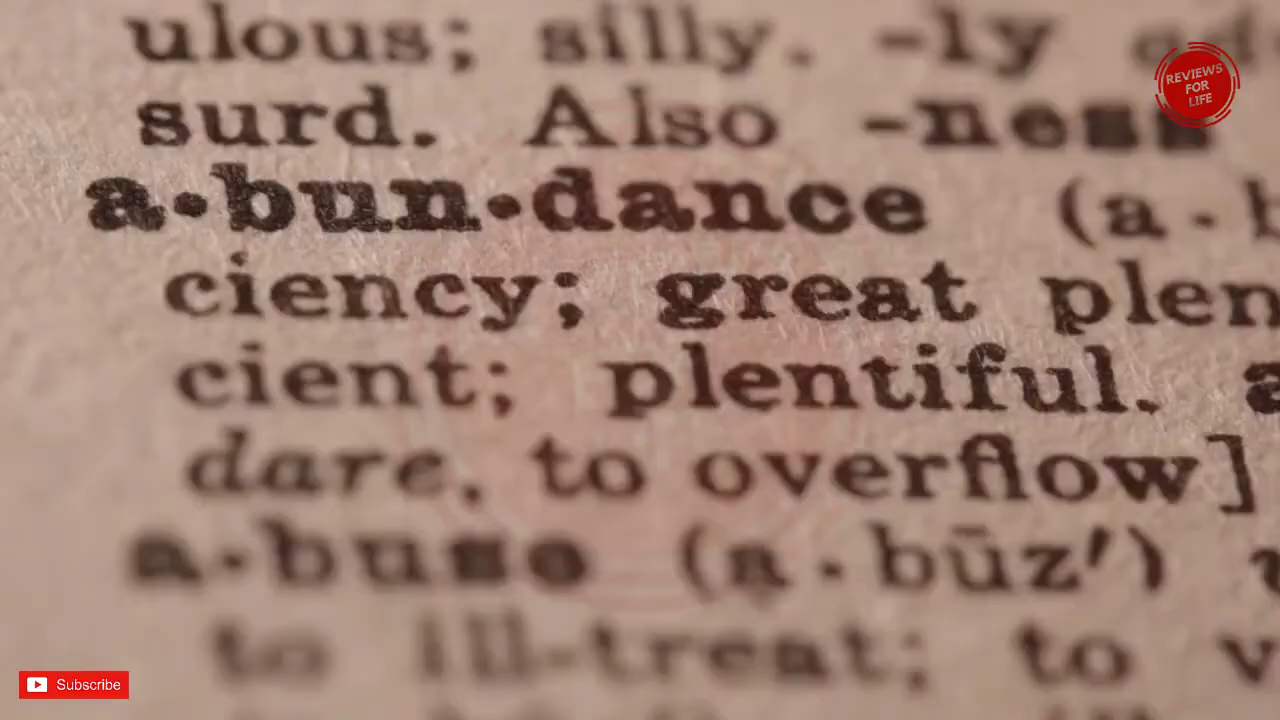 ulous; silly. -ly ad
surd. Also -ness
a·bun·dance (a·b
ciency; great plen
cient; plentiful. a
dare, to overflow]
a·buse (a·būz′) v
to ill-treat; to v
REVIEWS
FOR
LIFE
Subscribe